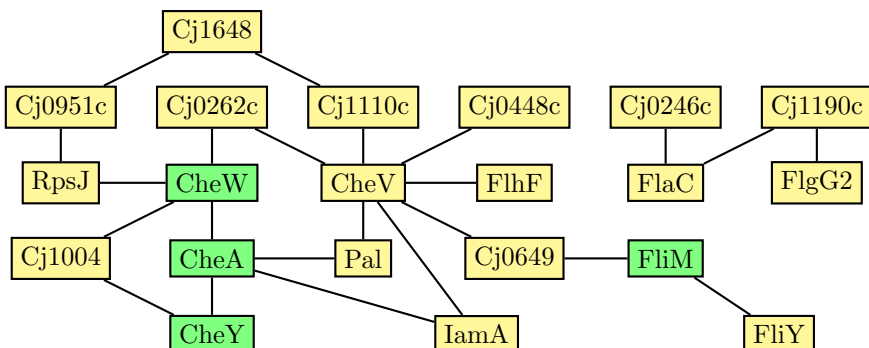 Cj1648
Cj0951c Cj0262c Cj1110c Cj0448c Cj0246c Cj1190c
RpsJ CheW CheV FlhF FlaC FlgG2
Cj1004 CheA Pal Cj0649 FliM
CheY IamA FliY